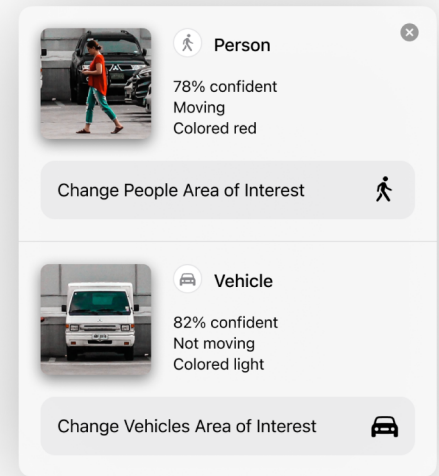 Person
78% confident
Moving
Colored red
Change People Area of Interest
Vehicle
82% confident
Not moving
Colored light
Change Vehicles Area of Interest